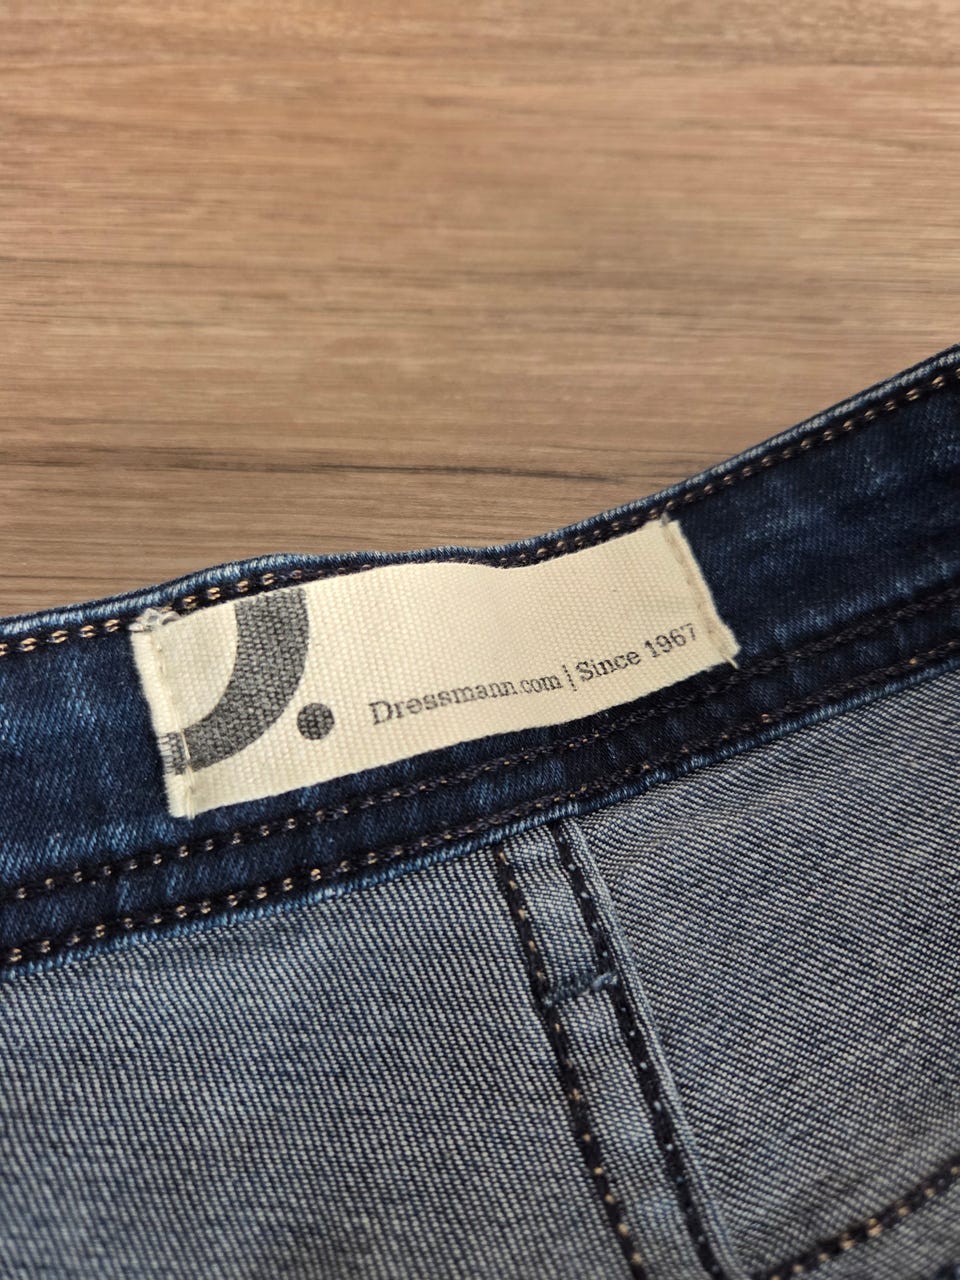 D.
Dressmann.com | Since 1967